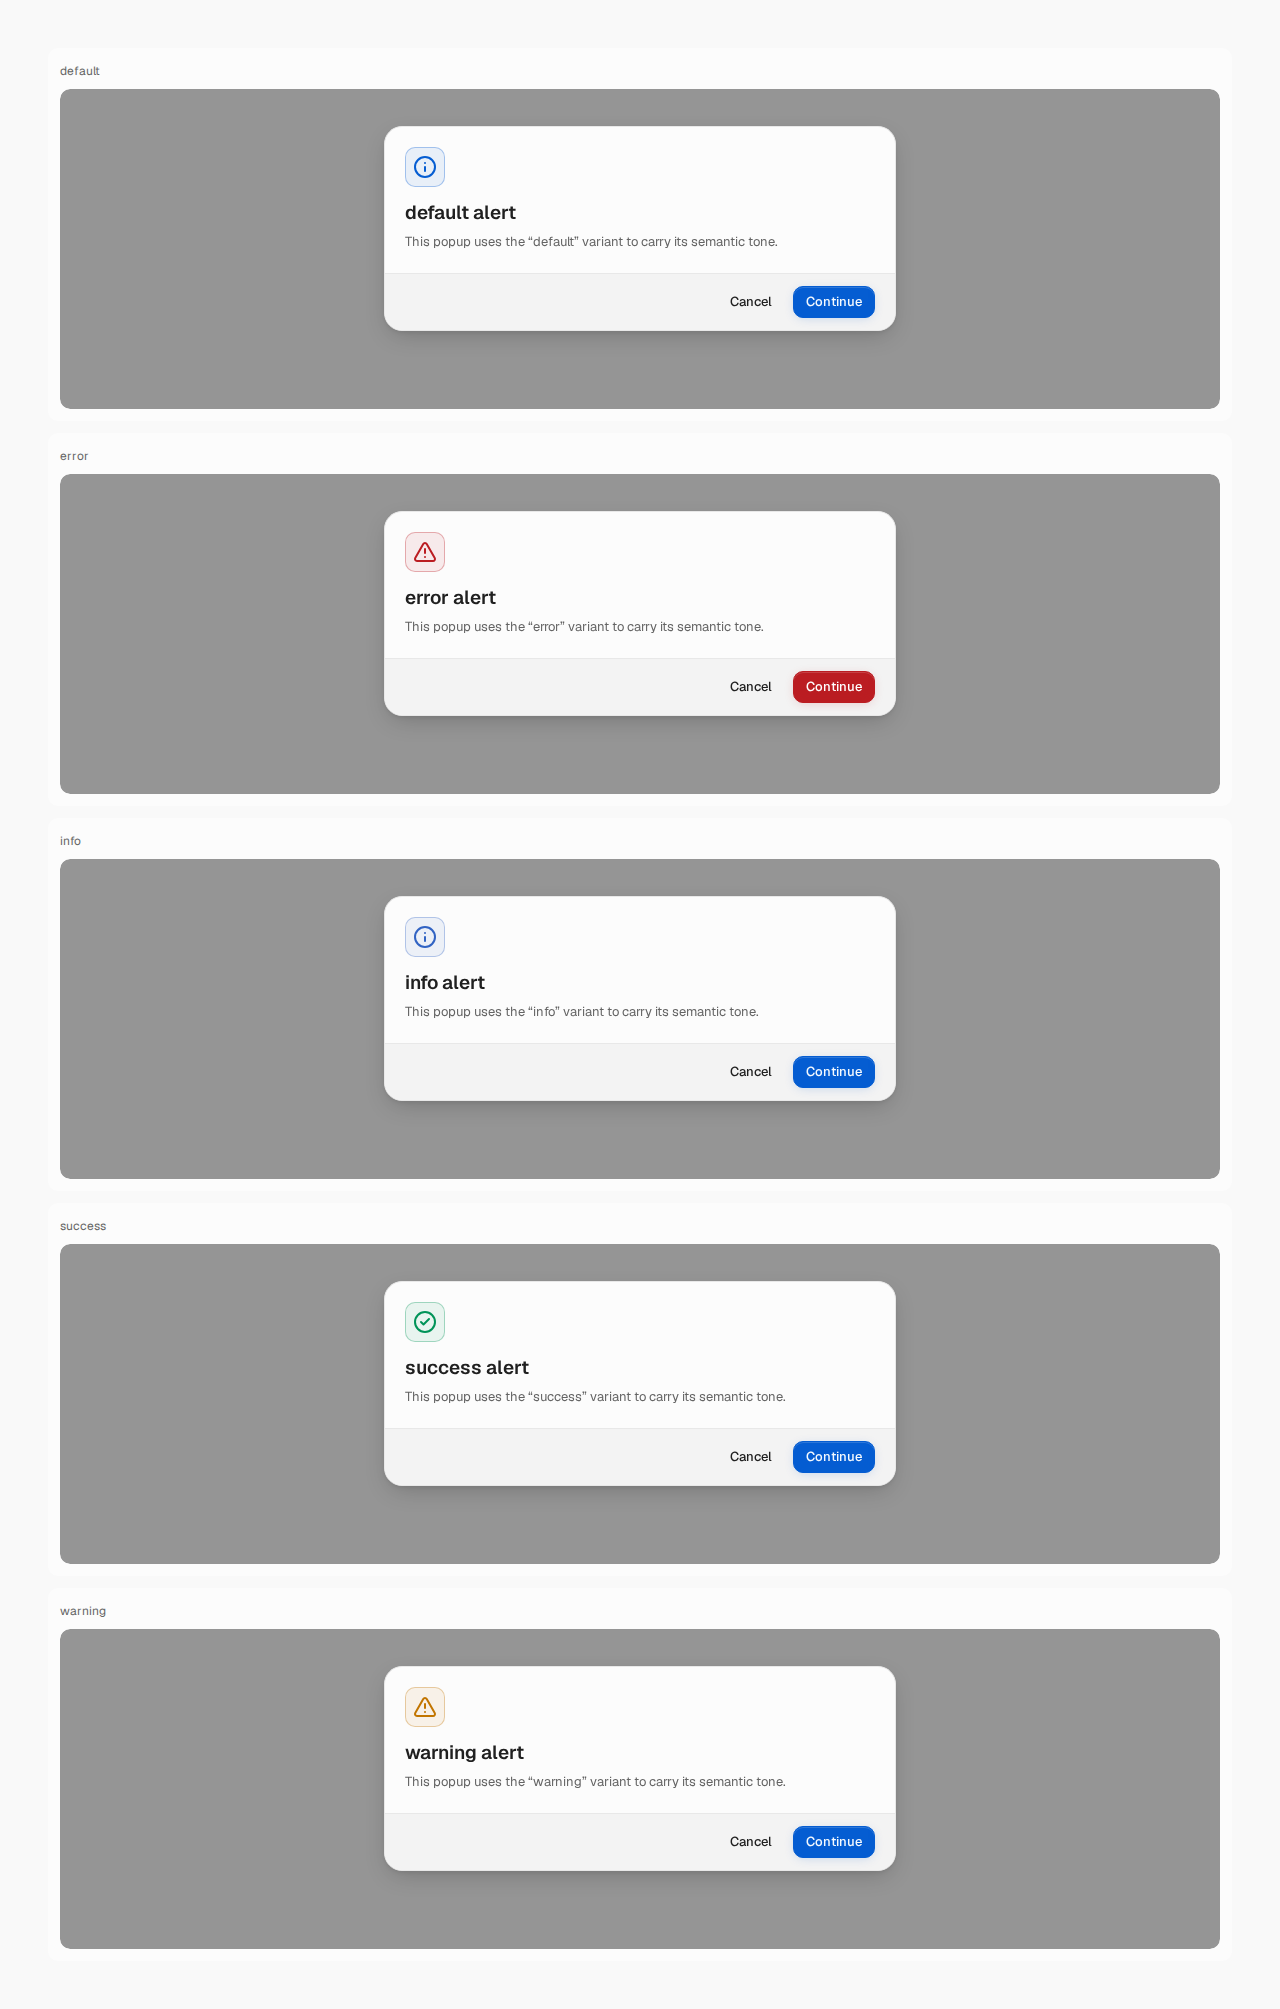 default
default alert
This popup uses the “default” variant to carry its semantic tone.
Cancel
Continue
error
error alert
This popup uses the “error” variant to carry its semantic tone.
Cancel
Continue
info
info alert
This popup uses the “info” variant to carry its semantic tone.
Cancel
Continue
success
success alert
This popup uses the “success” variant to carry its semantic tone.
Cancel
Continue
warning
warning alert
This popup uses the “warning” variant to carry its semantic tone.
Cancel
Continue